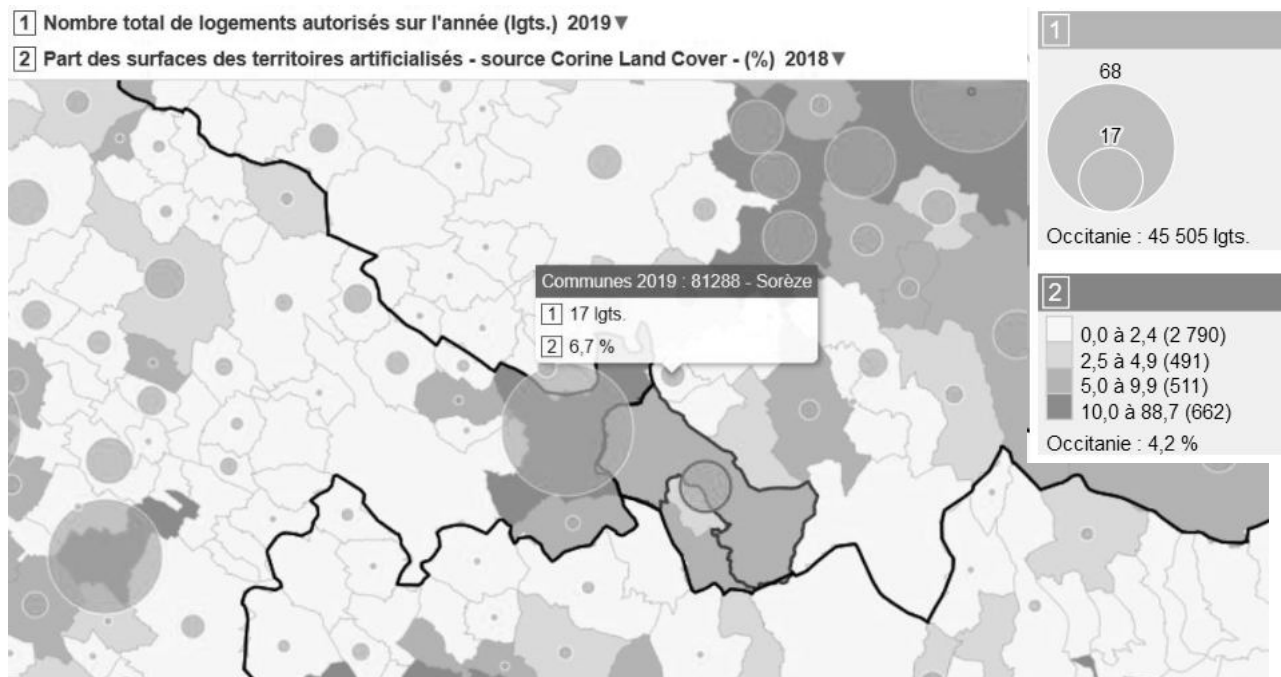 1 Nombre total de logements autorisés sur l'année (lgts.) 2019▼
2 Part des surfaces des territoires artificialisés - source Corine Land Cover - (%) 2018▼
Communes 2019 : 81288 - Sorèze
1 17 lgts.
2 6,7 %
1
68
17
Occitanie : 45 505 lgts.
2
0,0 à 2,4 (2 790)
2,5 à 4,9 (491)
5,0 à 9,9 (511)
10,0 à 88,7 (662)
Occitanie : 4,2 %